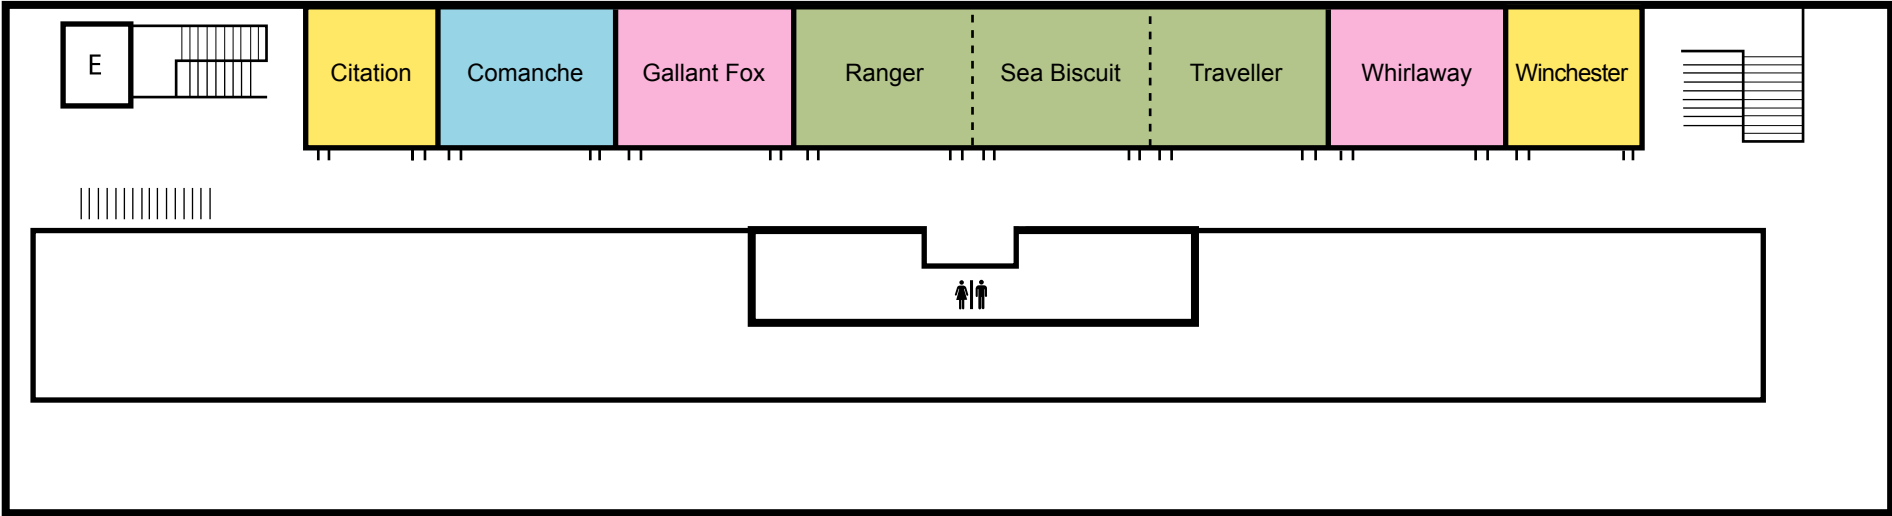 E
Citation
Comanche
Gallant Fox
Ranger
Sea Biscuit
Traveller
Whirlaway
Winchester